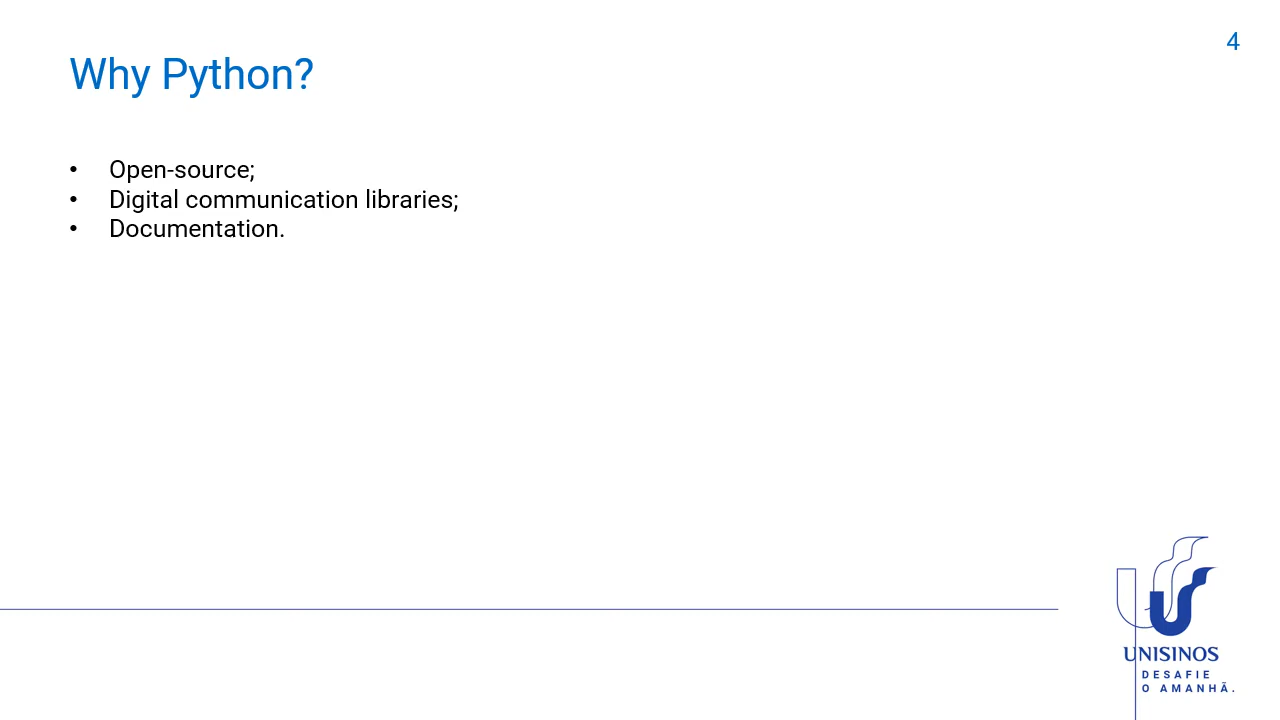 4
Why Python?
• Open-source;
• Digital communication libraries;
• Documentation.
UNISINOS
DESAFIE
O AMANHÃ.